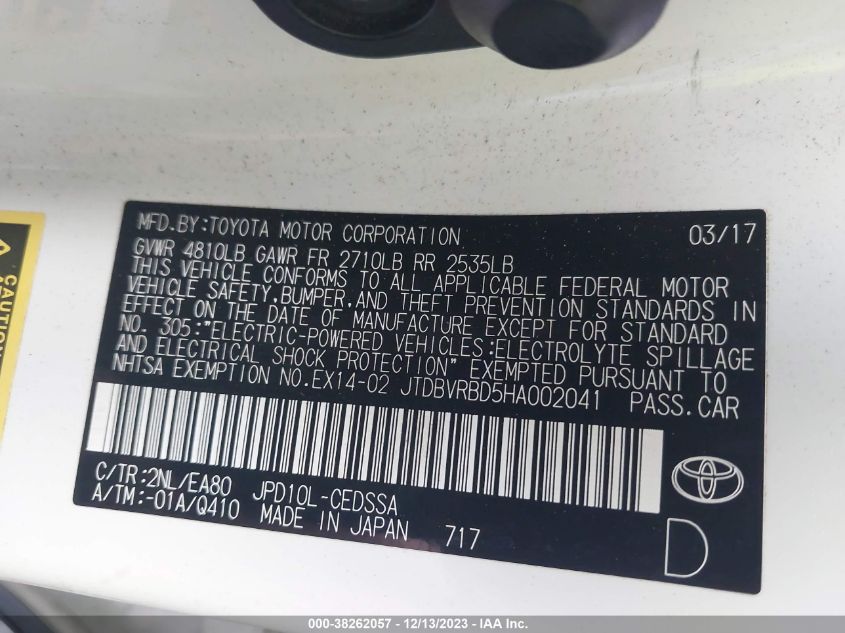 MFD.BY:TOYOTA MOTOR CORPORATION 03/17
GVWR 4810LB GAWR FR 2710LB RR 2535LB
THIS VEHICLE CONFORMS TO ALL APPLICABLE FEDERAL MOTOR
VEHICLE SAFETY,BUMPER,AND THEFT PREVENTION STANDARDS IN
EFFECT ON THE DATE OF MANUFACTURE EXCEPT FOR STANDARD
NO. 305:"ELECTRIC-POWERED VEHICLES:ELECTROLYTE SPILLAGE
AND ELECTRICAL SHOCK PROTECTION" EXEMPTED PURSUANT TO
NHTSA EXEMPTION NO.EX14-02 JTDBVRBD5HA002041 PASS.CAR
C/TR:2NL/EA80 JPD10L-CEDSSA
A/TM:-01A/Q410 MADE IN JAPAN 717
D
000-38262057 - 12/13/2023 - IAA Inc.